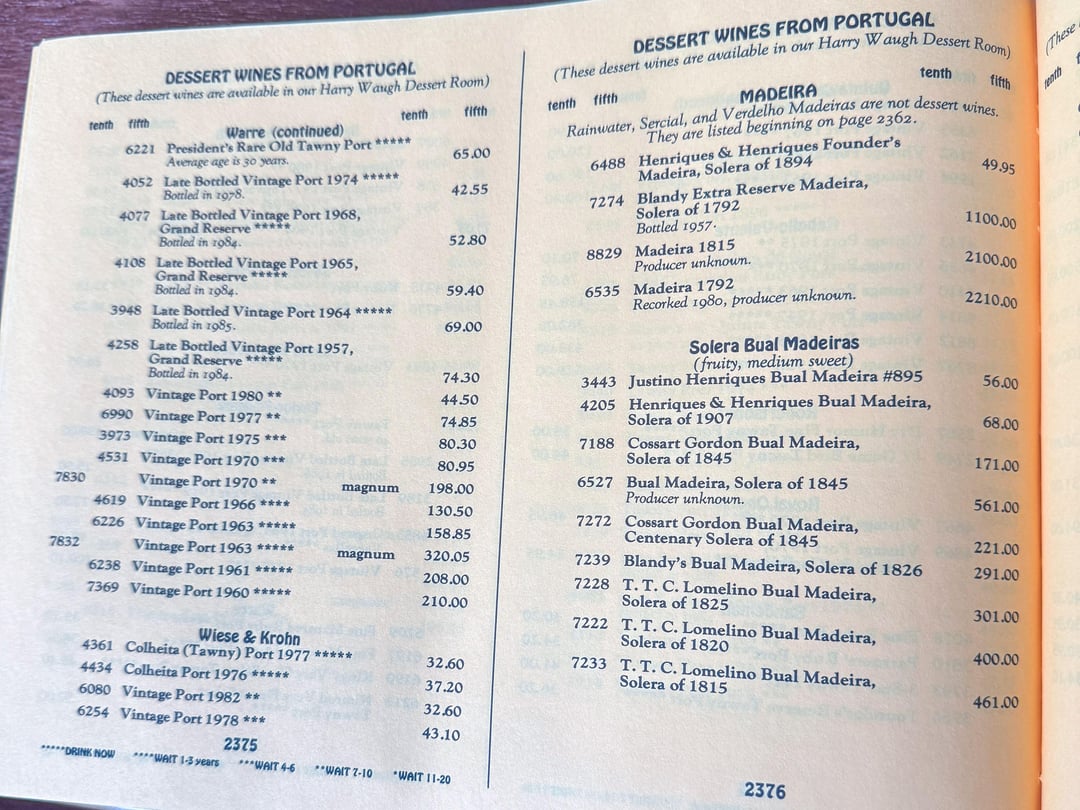 DESSERT WINES FROM PORTUGAL
(These dessert wines are available in our Harry Waugh Dessert Room)
tenth fifth tenth fifth
Warre (continued)
6221 President's Rare Old Tawny Port *****
Average age is 30 years. 65.00
4052 Late Bottled Vintage Port 1974 *****
Bottled in 1978. 42.55
4077 Late Bottled Vintage Port 1968,
Grand Reserve *****
Bottled in 1984. 52.80
4108 Late Bottled Vintage Port 1965,
Grand Reserve *****
Bottled in 1984. 59.40
3948 Late Bottled Vintage Port 1964 *****
Bottled in 1985. 69.00
4258 Late Bottled Vintage Port 1957,
Grand Reserve *****
Bottled in 1984. 74.30
4093 Vintage Port 1980 ** 44.50
6990 Vintage Port 1977 ** 74.85
3973 Vintage Port 1975 *** 80.30
4531 Vintage Port 1970 *** 80.95
7830 Vintage Port 1970 ** magnum 198.00
4619 Vintage Port 1966 **** 130.50
6226 Vintage Port 1963 ***** 158.85
7832 Vintage Port 1963 ***** magnum 320.05
6238 Vintage Port 1961 ***** 208.00
7369 Vintage Port 1960 ***** 210.00
Wiese & Krohn
4361 Colheita (Tawny) Port 1977 ***** 32.60
4434 Colheita Port 1976 ***** 37.20
6080 Vintage Port 1982 ** 32.60
6254 Vintage Port 1978 *** 43.10
2375
*****DRINK NOW ****WAIT 1-3 years ***WAIT 4-6 **WAIT 7-10 *WAIT 11-20
DESSERT WINES FROM PORTUGAL
(These dessert wines are available in our Harry Waugh Dessert Room)
tenth fifth tenth fifth
MADEIRA
Rainwater, Sercial, and Verdelho Madeiras are not dessert wines.
They are listed beginning on page 2362.
6488 Henriques & Henriques Founder's
Madeira, Solera of 1894 49.95
7274 Blandy Extra Reserve Madeira,
Solera of 1792
Bottled 1957. 1100.00
8829 Madeira 1815
Producer unknown. 2100.00
6535 Madeira 1792
Recorked 1980, producer unknown. 2210.00
Solera Bual Madeiras
(fruity, medium sweet)
3443 Justino Henriques Bual Madeira #895 56.00
4205 Henriques & Henriques Bual Madeira,
Solera of 1907 68.00
7188 Cossart Gordon Bual Madeira,
Solera of 1845 171.00
6527 Bual Madeira, Solera of 1845
Producer unknown. 561.00
7272 Cossart Gordon Bual Madeira,
Centenary Solera of 1845 221.00
7239 Blandy's Bual Madeira, Solera of 1826 291.00
7228 T. T. C. Lomelino Bual Madeira,
Solera of 1825 301.00
7222 T. T. C. Lomelino Bual Madeira,
Solera of 1820 400.00
7233 T. T. C. Lomelino Bual Madeira,
Solera of 1815 461.00
2376
(These
tenth